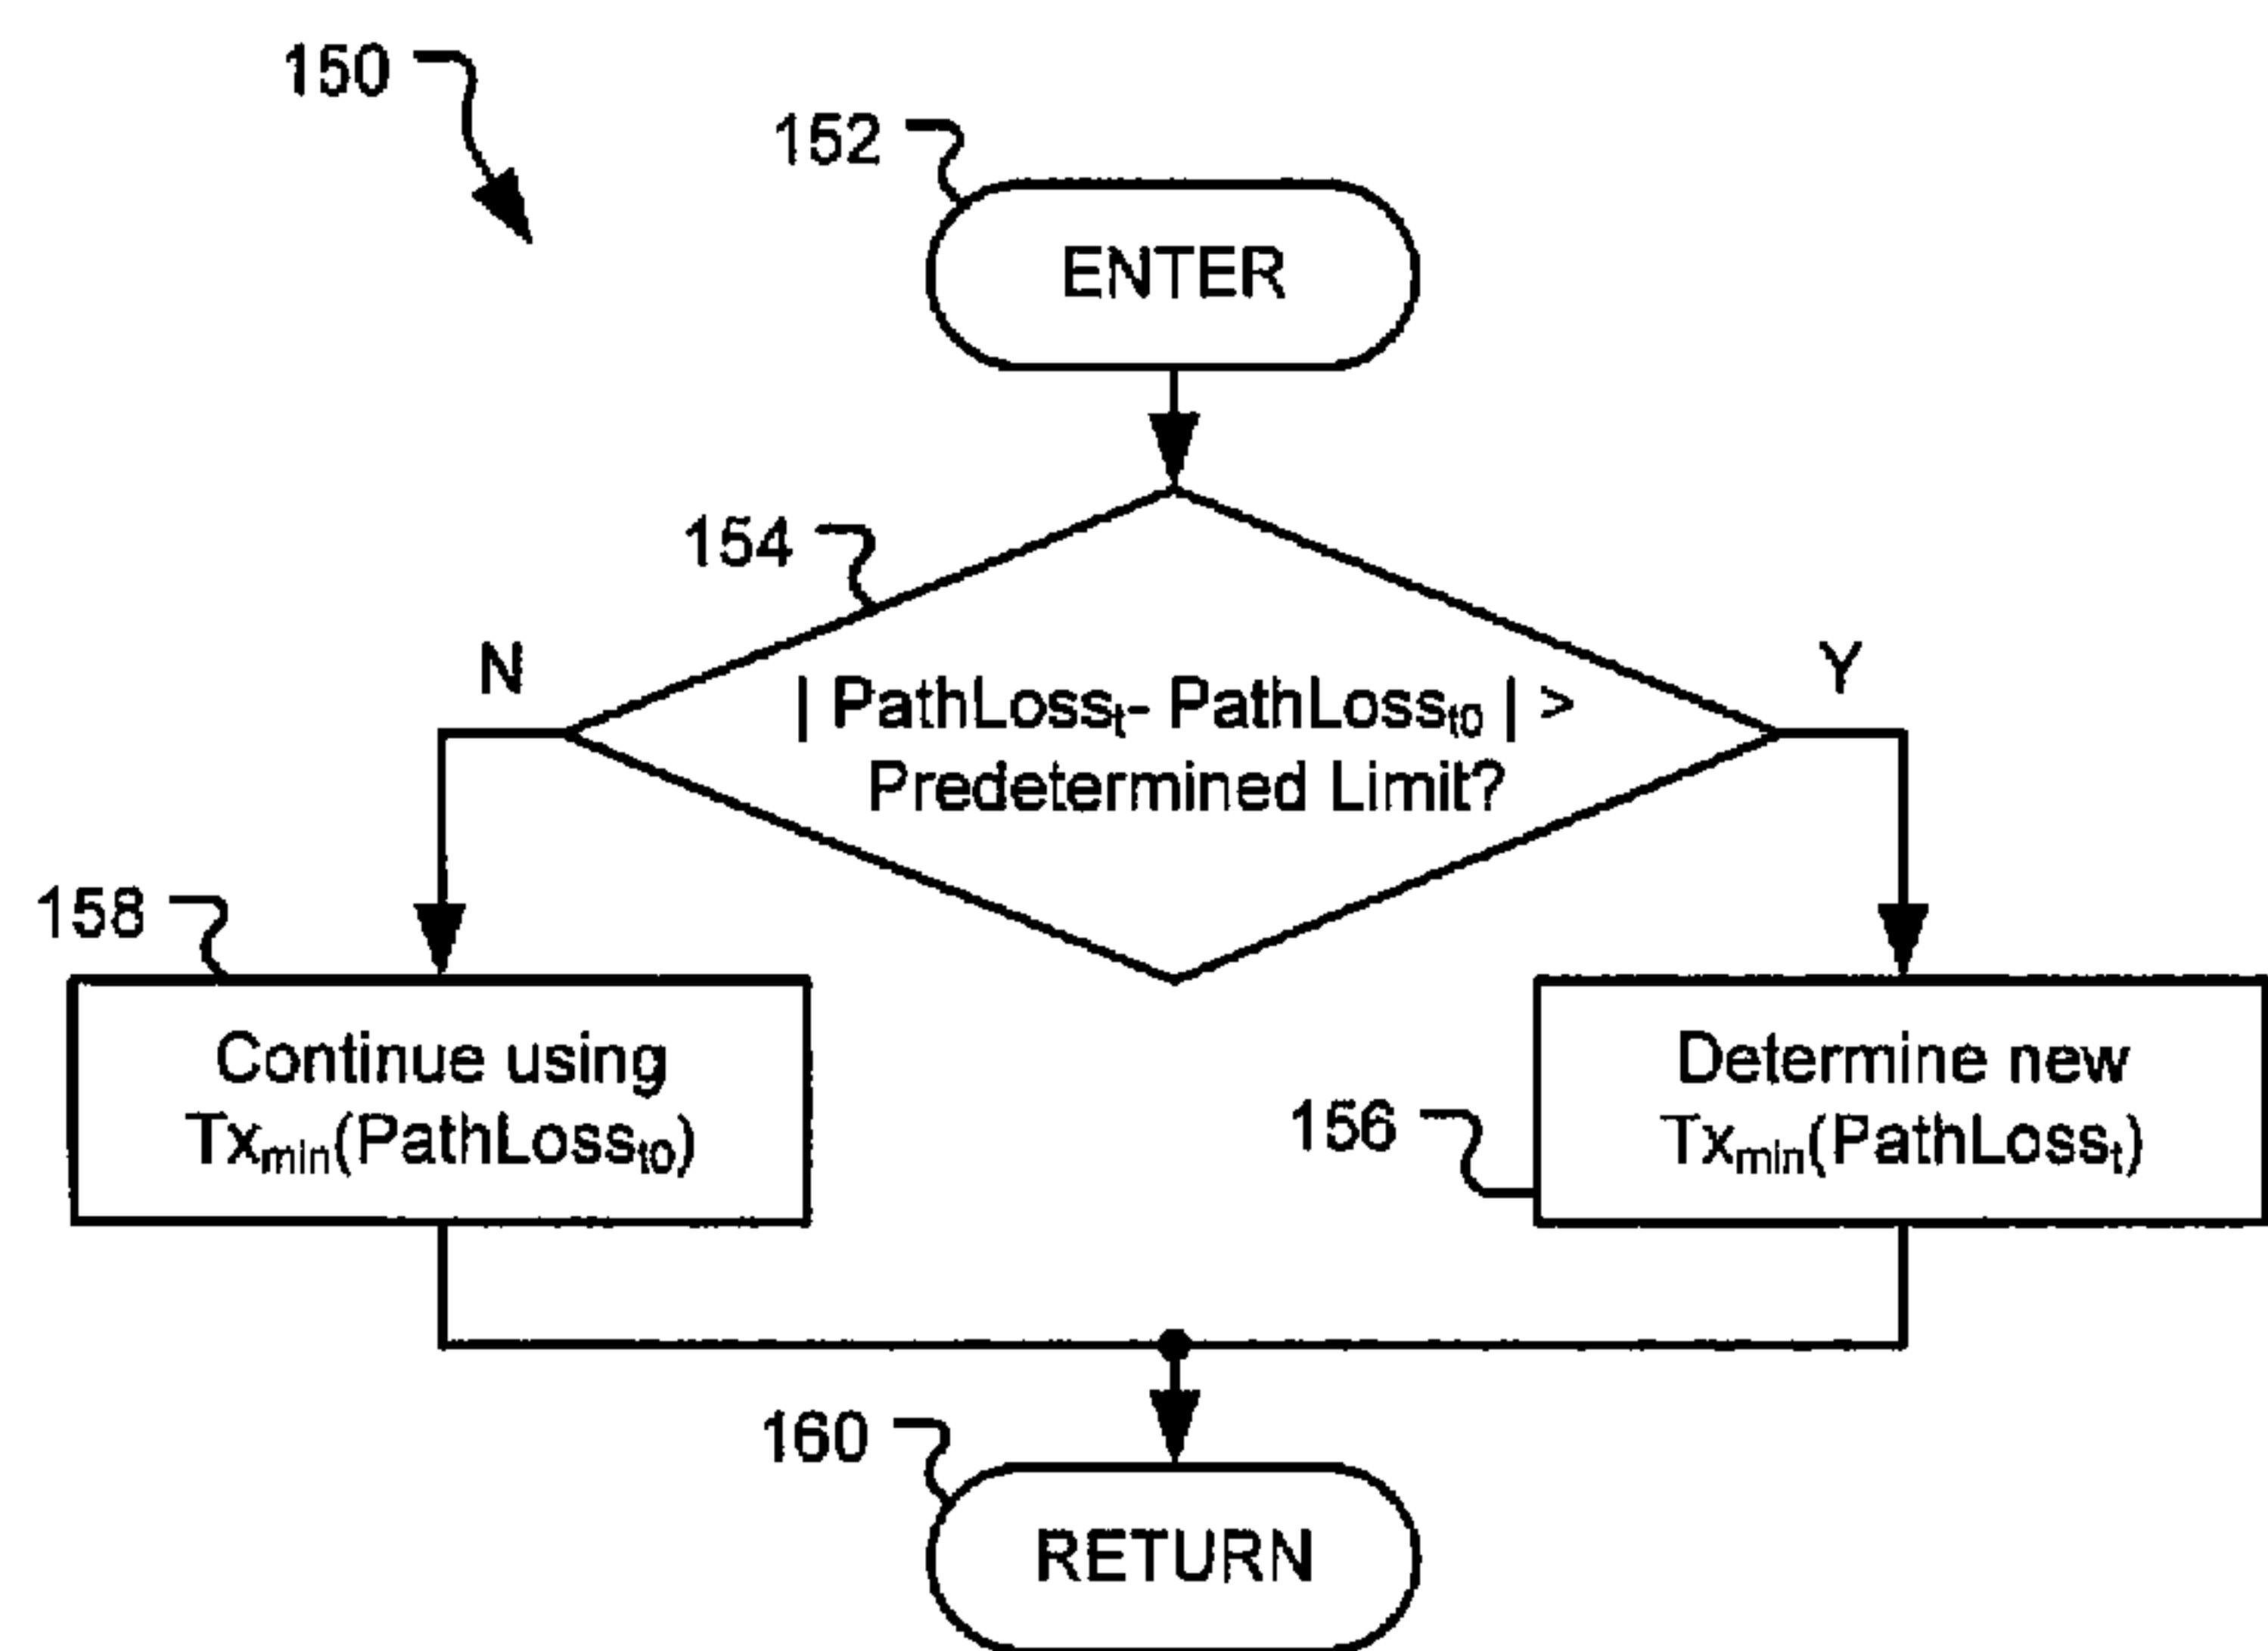 150
152
ENTER
154
N
Y
| PathLossₜ- PathLossₜ₀ | >
Predetermined Limit?
158
Continue using
Txₘᵢₙ(PathLossₜ₀)
Determine new
Txₘᵢₙ(PathLossₜ)
156
160
RETURN